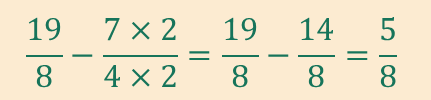 19/8 − (7 × 2)/(4 × 2) = 19/8 − 14/8 = 5/8